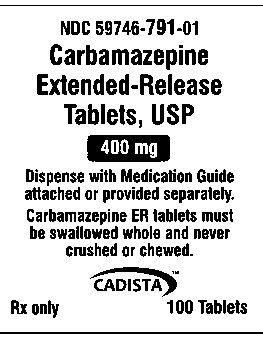 NDC 59746-791-01
Carbamazepine
Extended-Release
Tablets, USP
400 mg
Dispense with Medication Guide
attached or provided separately.
Carbamazepine ER tablets must
be swallowed whole and never
crushed or chewed.
CADISTA™
Rx only 100 Tablets